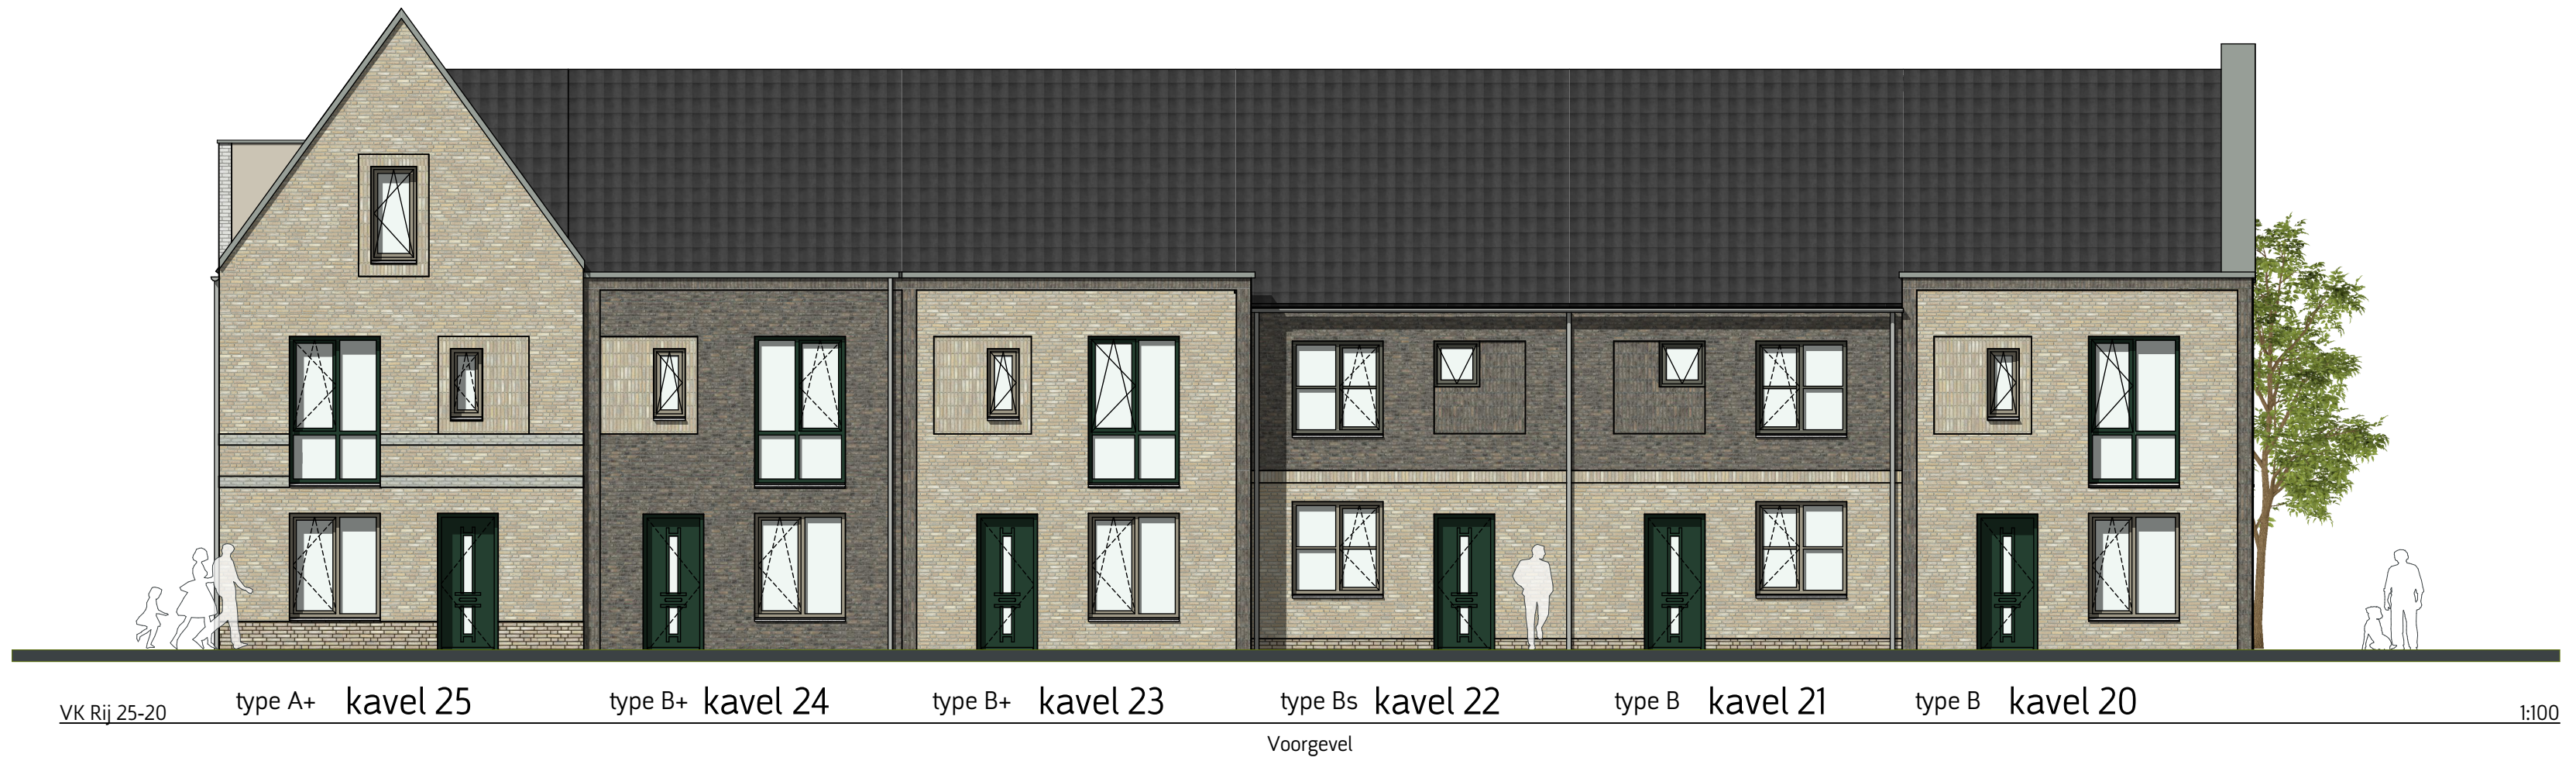 type A+ kavel 25 type B+ kavel 24 type B+ kavel 23 type Bs kavel 22 type B kavel 21 type B kavel 20
VK Rij 25-20 1:100
Voorgevel